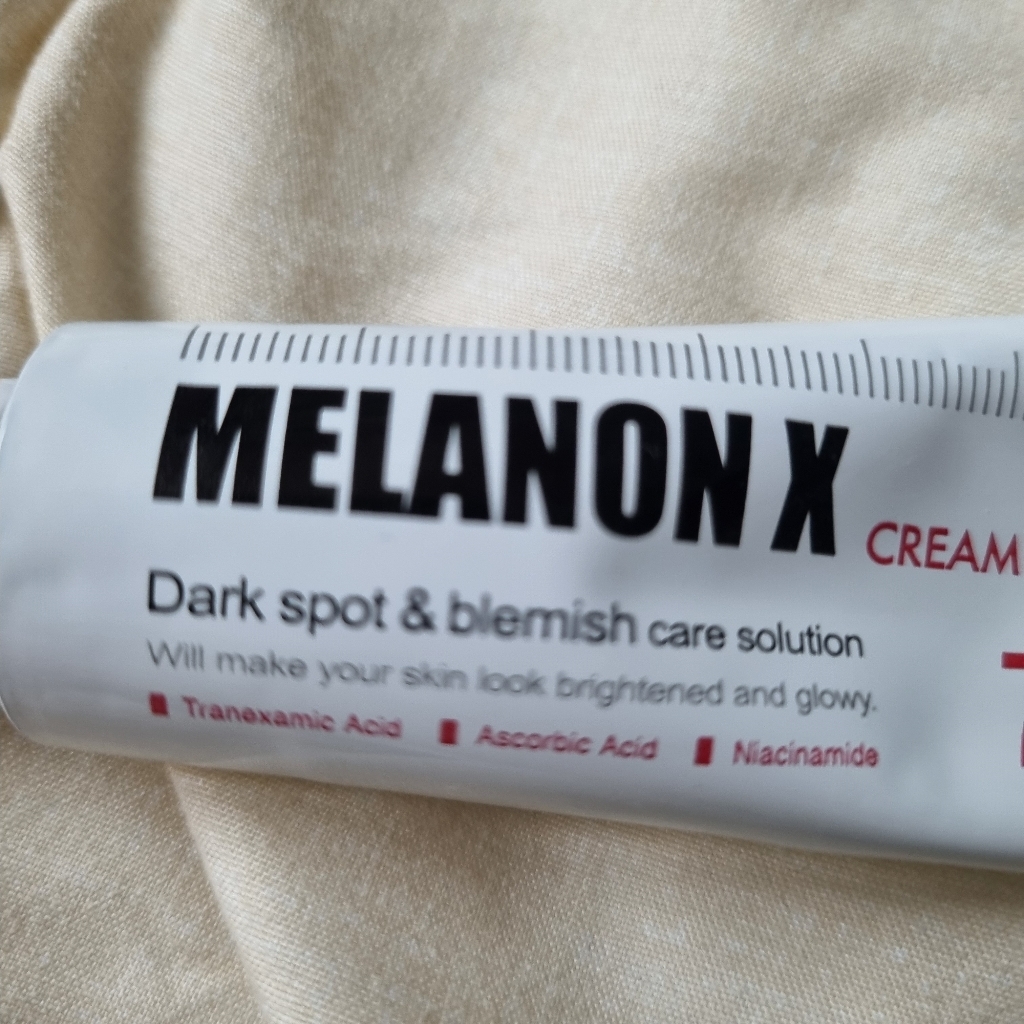 MELANON X CREAM
Dark spot & blemish care solution
Will make your skin look brightened and glowy.
Tranexamic Acid Ascorbic Acid Niacinamide